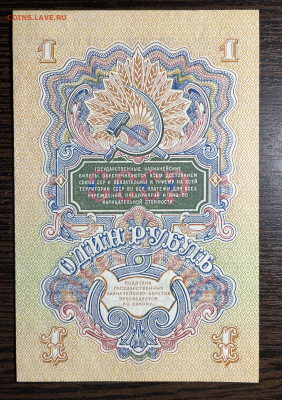 COINS.LAVE.RU
1 1
ГОСУДАРСТВЕННЫЕ КАЗНАЧЕЙСКИЕ
БИЛЕТЫ ОБЕСПЕЧИВАЮТСЯ ВСЕМ ДОСТОЯНИЕМ
СОЮЗА ССР И ОБЯЗАТЕЛЬНЫ К ПРИЕМУ НА ВСЕЙ
ТЕРРИТОРИИ СССР ВО ВСЕ ПЛАТЕЖИ ДЛЯ ВСЕХ
УЧРЕЖДЕНИЙ, ПРЕДПРИЯТИЙ И ЛИЦ ПО
НАРИЦАТЕЛЬНОЙ СТОИМОСТИ
ОДИН РУБЛЬ
ПОДДЕЛКА
ГОСУДАРСТВЕННЫХ
КАЗНАЧЕЙСКИХ БИЛЕТОВ
ПРЕСЛЕДУЕТСЯ
ПО ЗАКОНУ.
1 1